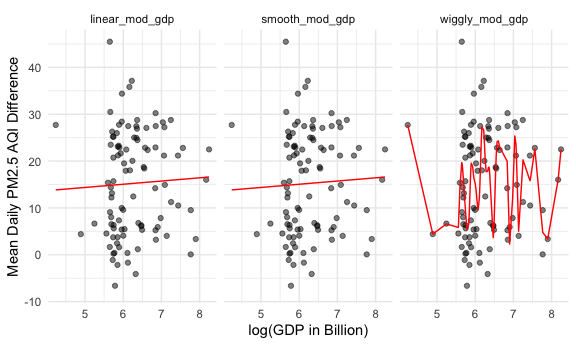 linear_mod_gdp smooth_mod_gdp wiggly_mod_gdp
Mean Daily PM2.5 AQI Difference
40
30
20
10
0
-10
5 6 7 8 5 6 7 8 5 6 7 8
log(GDP in Billion)